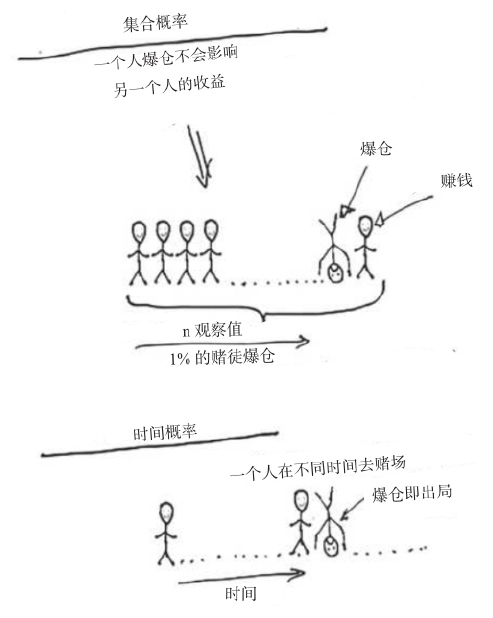 集合概率
一个人爆仓不会影响
另一个人的收益
爆仓
赚钱
n 观察值
1% 的赌徒爆仓
时间概率
一个人在不同时间去赌场
爆仓即出局
时间